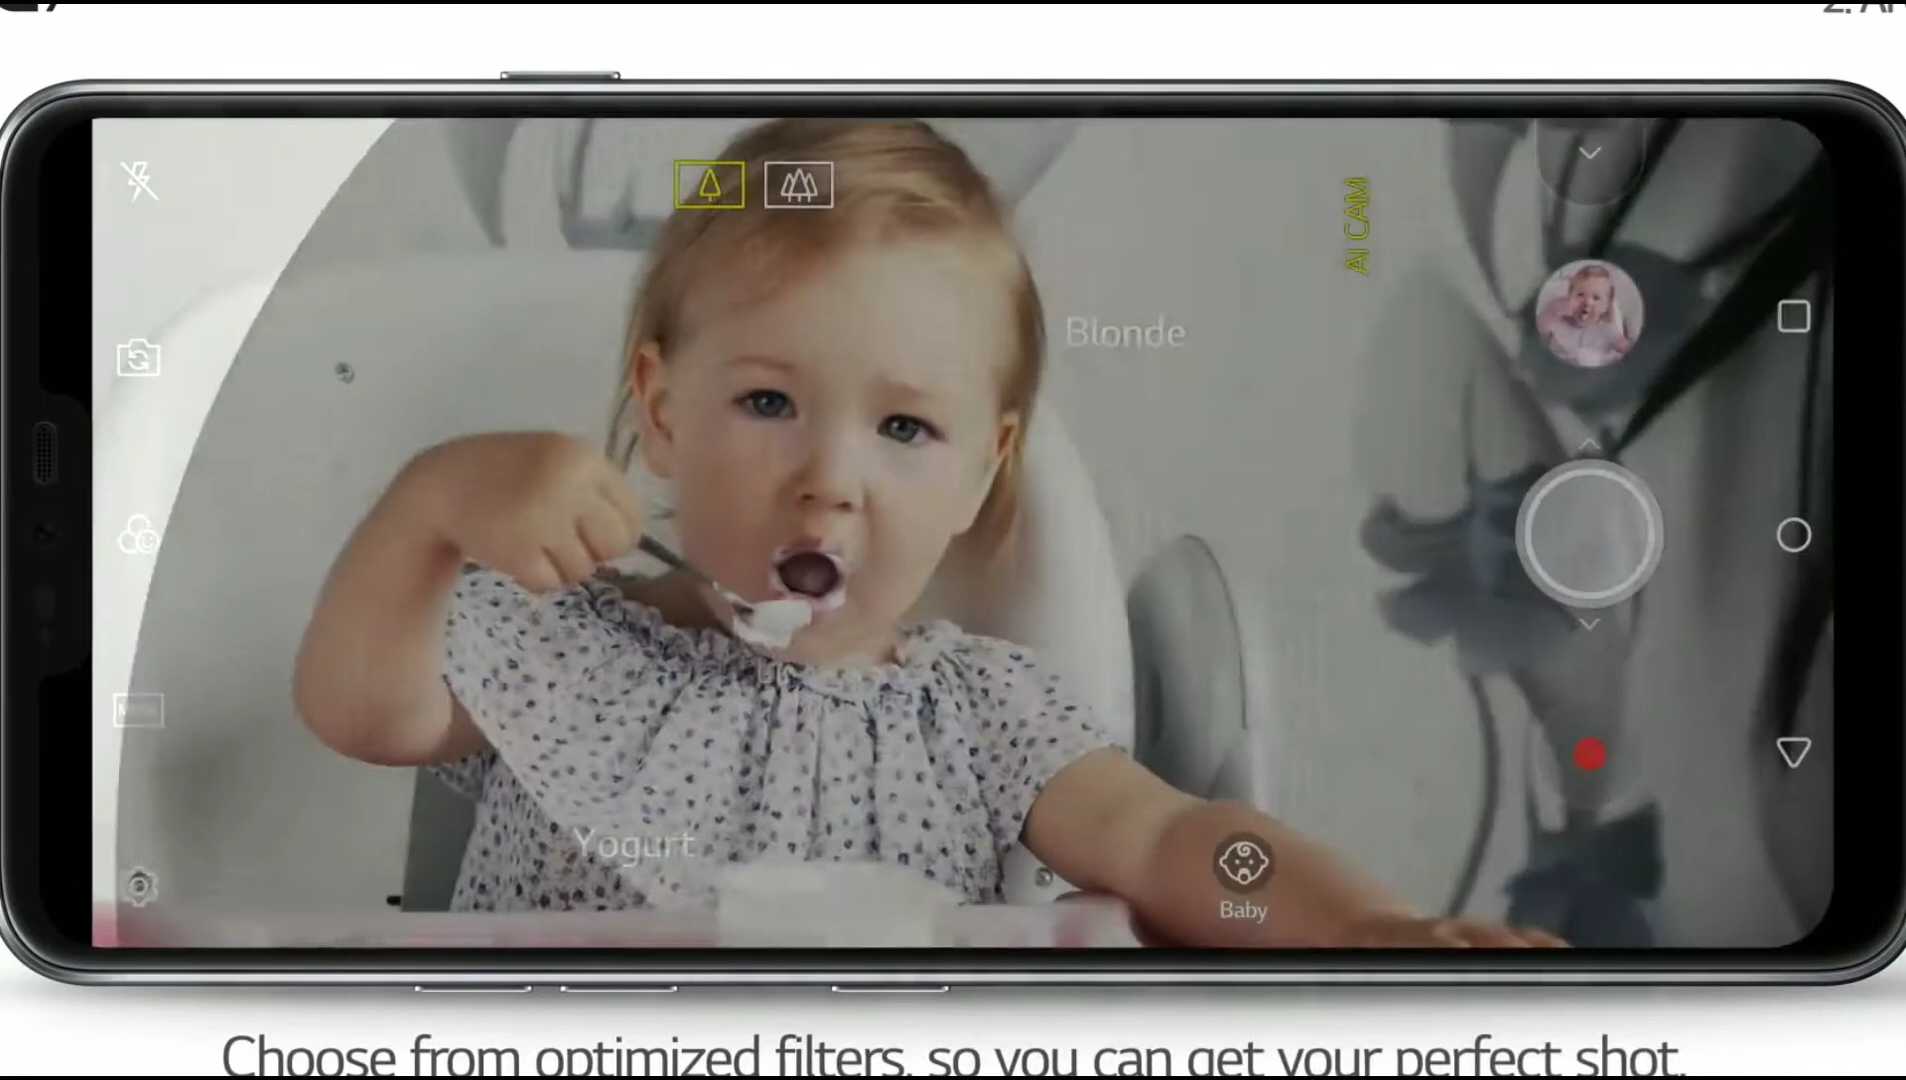 AI CAM
Blonde
Yogurt
Baby
Choose from optimized filters, so you can get your perfect shot.